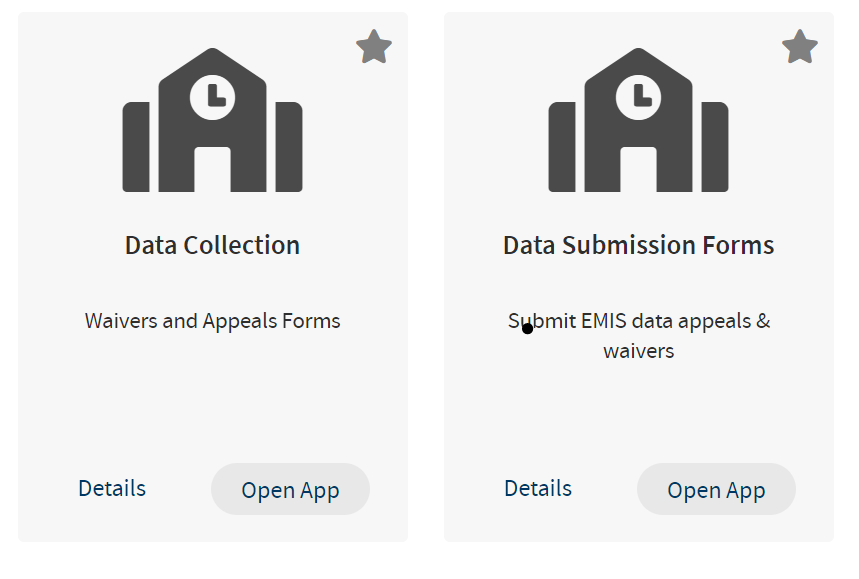 Data Collection
Waivers and Appeals Forms
Details
Open App
Data Submission Forms
Submit EMIS data appeals &
waivers
Details
Open App